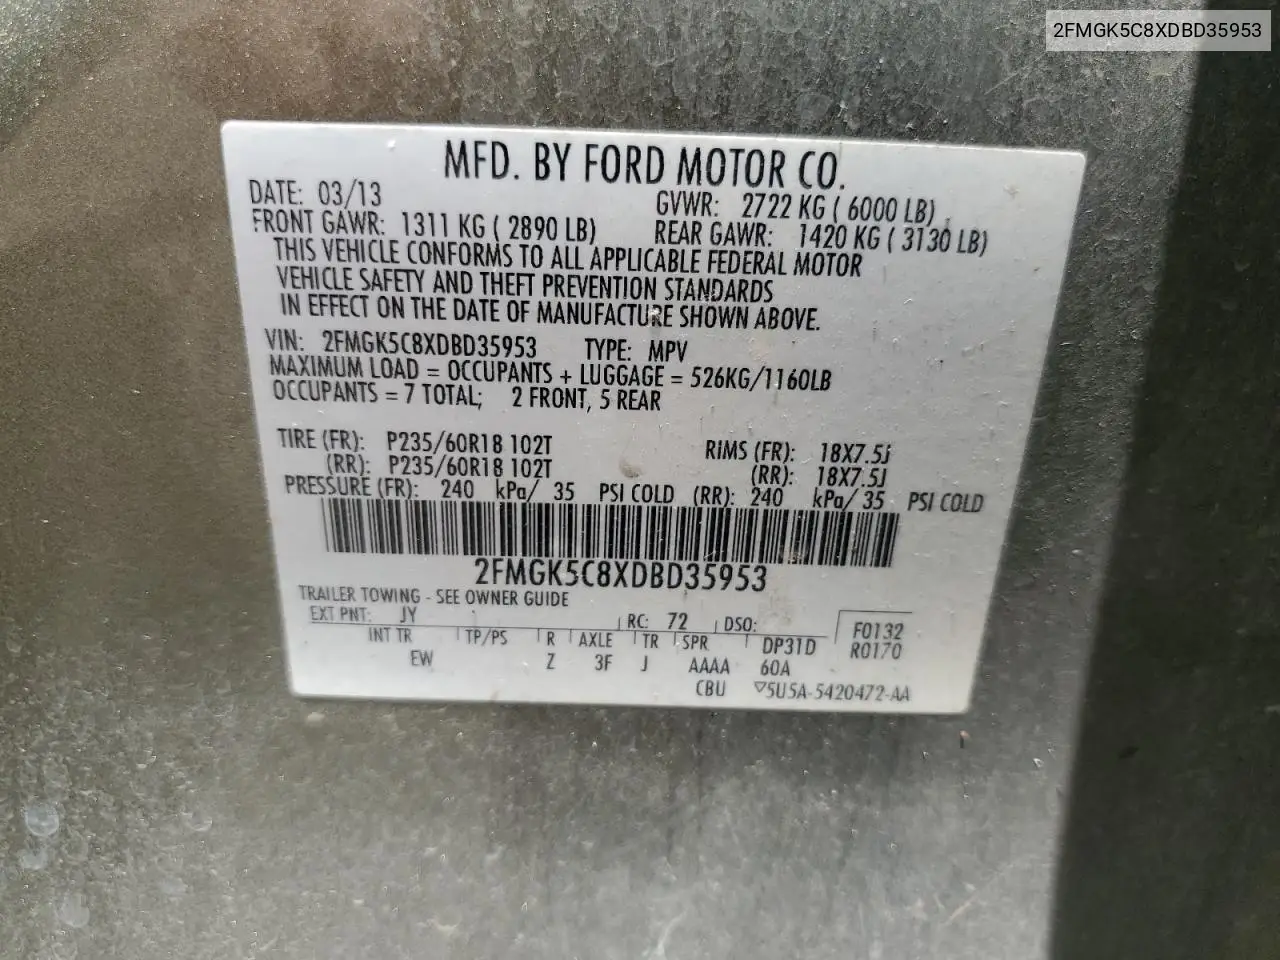 2FMGK5C8XDBD35953
MFD. BY FORD MOTOR CO.
DATE: 03/13 GVWR: 2722 KG ( 6000 LB)
FRONT GAWR: 1311 KG ( 2890 LB) REAR GAWR: 1420 KG ( 3130 LB)
THIS VEHICLE CONFORMS TO ALL APPLICABLE FEDERAL MOTOR
VEHICLE SAFETY AND THEFT PREVENTION STANDARDS
IN EFFECT ON THE DATE OF MANUFACTURE SHOWN ABOVE.
VIN: 2FMGK5C8XDBD35953 TYPE: MPV
MAXIMUM LOAD = OCCUPANTS + LUGGAGE = 526KG/1160LB
OCCUPANTS = 7 TOTAL; 2 FRONT, 5 REAR
TIRE (FR): P235/60R18 102T RIMS (FR): 18X7.5J
(RR): P235/60R18 102T (RR): 18X7.5J
PRESSURE (FR): 240 kPa/ 35 PSI COLD (RR): 240 kPa/ 35 PSI COLD
2FMGK5C8XDBD35953
TRAILER TOWING - SEE OWNER GUIDE
EXT PNT: JY RC: 72 DSO: F0132
INT TR TP/PS R AXLE TR SPR DP31D R0170
EW Z 3F J AAAA 60A
CBU ▽5U5A-5420472-AA